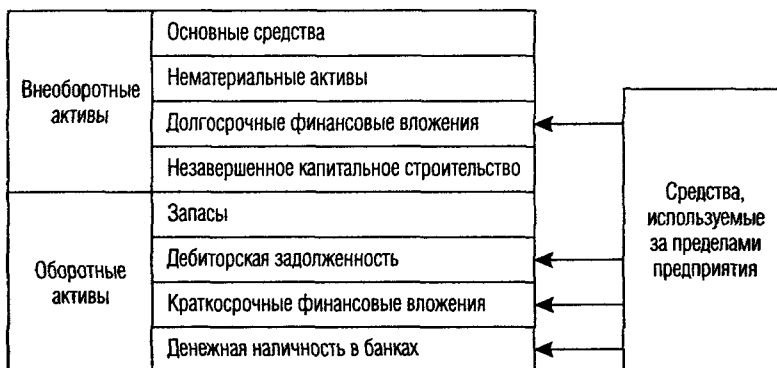 Внеоборотные
активы
Основные средства
Нематериальные активы
Долгосрочные финансовые вложения
Незавершенное капитальное строительство
Оборотные
активы
Запасы
Дебиторская задолженность
Краткосрочные финансовые вложения
Денежная наличность в банках
Средства,
используемые
за пределами
предприятия